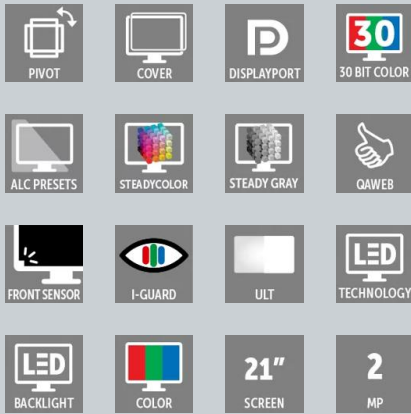 PIVOT
COVER
DISPLAYPORT
30
30 BIT COLOR
ALC PRESETS
STEADYCOLOR
STEADY GRAY
QAWEB
FRONT SENSOR
I-GUARD
ULT
LED
TECHNOLOGY
LED
BACKLIGHT
COLOR
21"
SCREEN
2
MP